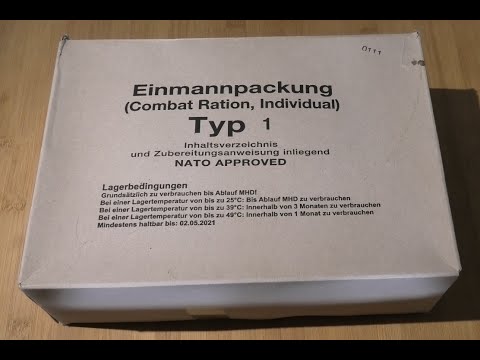 0111
Einmannpackung
(Combat Ration, Individual)
Typ 1
Inhaltsverzeichnis
und Zubereitungsanweisung inliegend
NATO APPROVED
Lagerbedingungen
Grundsätzlich zu verbrauchen bis Ablauf MHD!
Bei einer Lagertemperatur von bis zu 25°C: Bis Ablauf MHD zu verbrauchen
Bei einer Lagertemperatur von bis zu 39°C: Innerhalb von 3 Monaten zu verbrauchen
Bei einer Lagertemperatur von bis zu 49°C: Innerhalb von 1 Monat zu verbrauchen
Mindestens haltbar bis: 02.05.2021